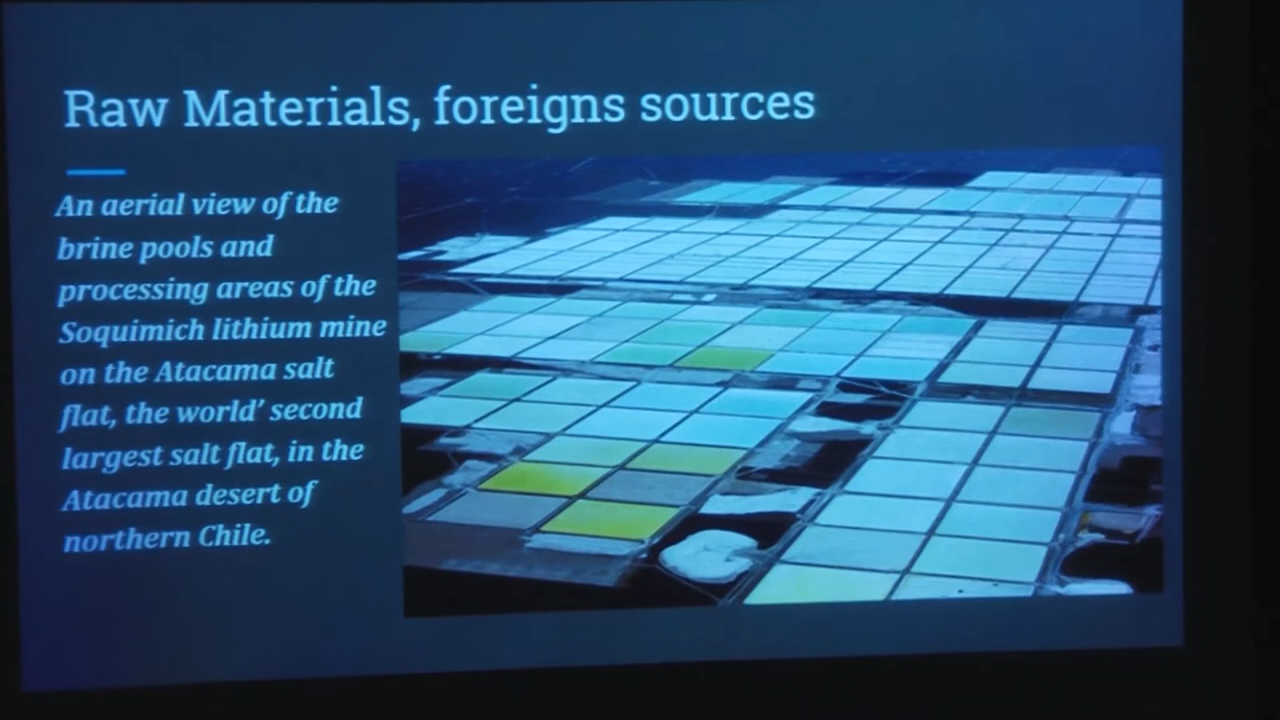 Raw Materials, foreigns sources
An aerial view of the
brine pools and
processing areas of the
Soquimich lithium mine
on the Atacama salt
flat, the world’ second
largest salt flat, in the
Atacama desert of
northern Chile.